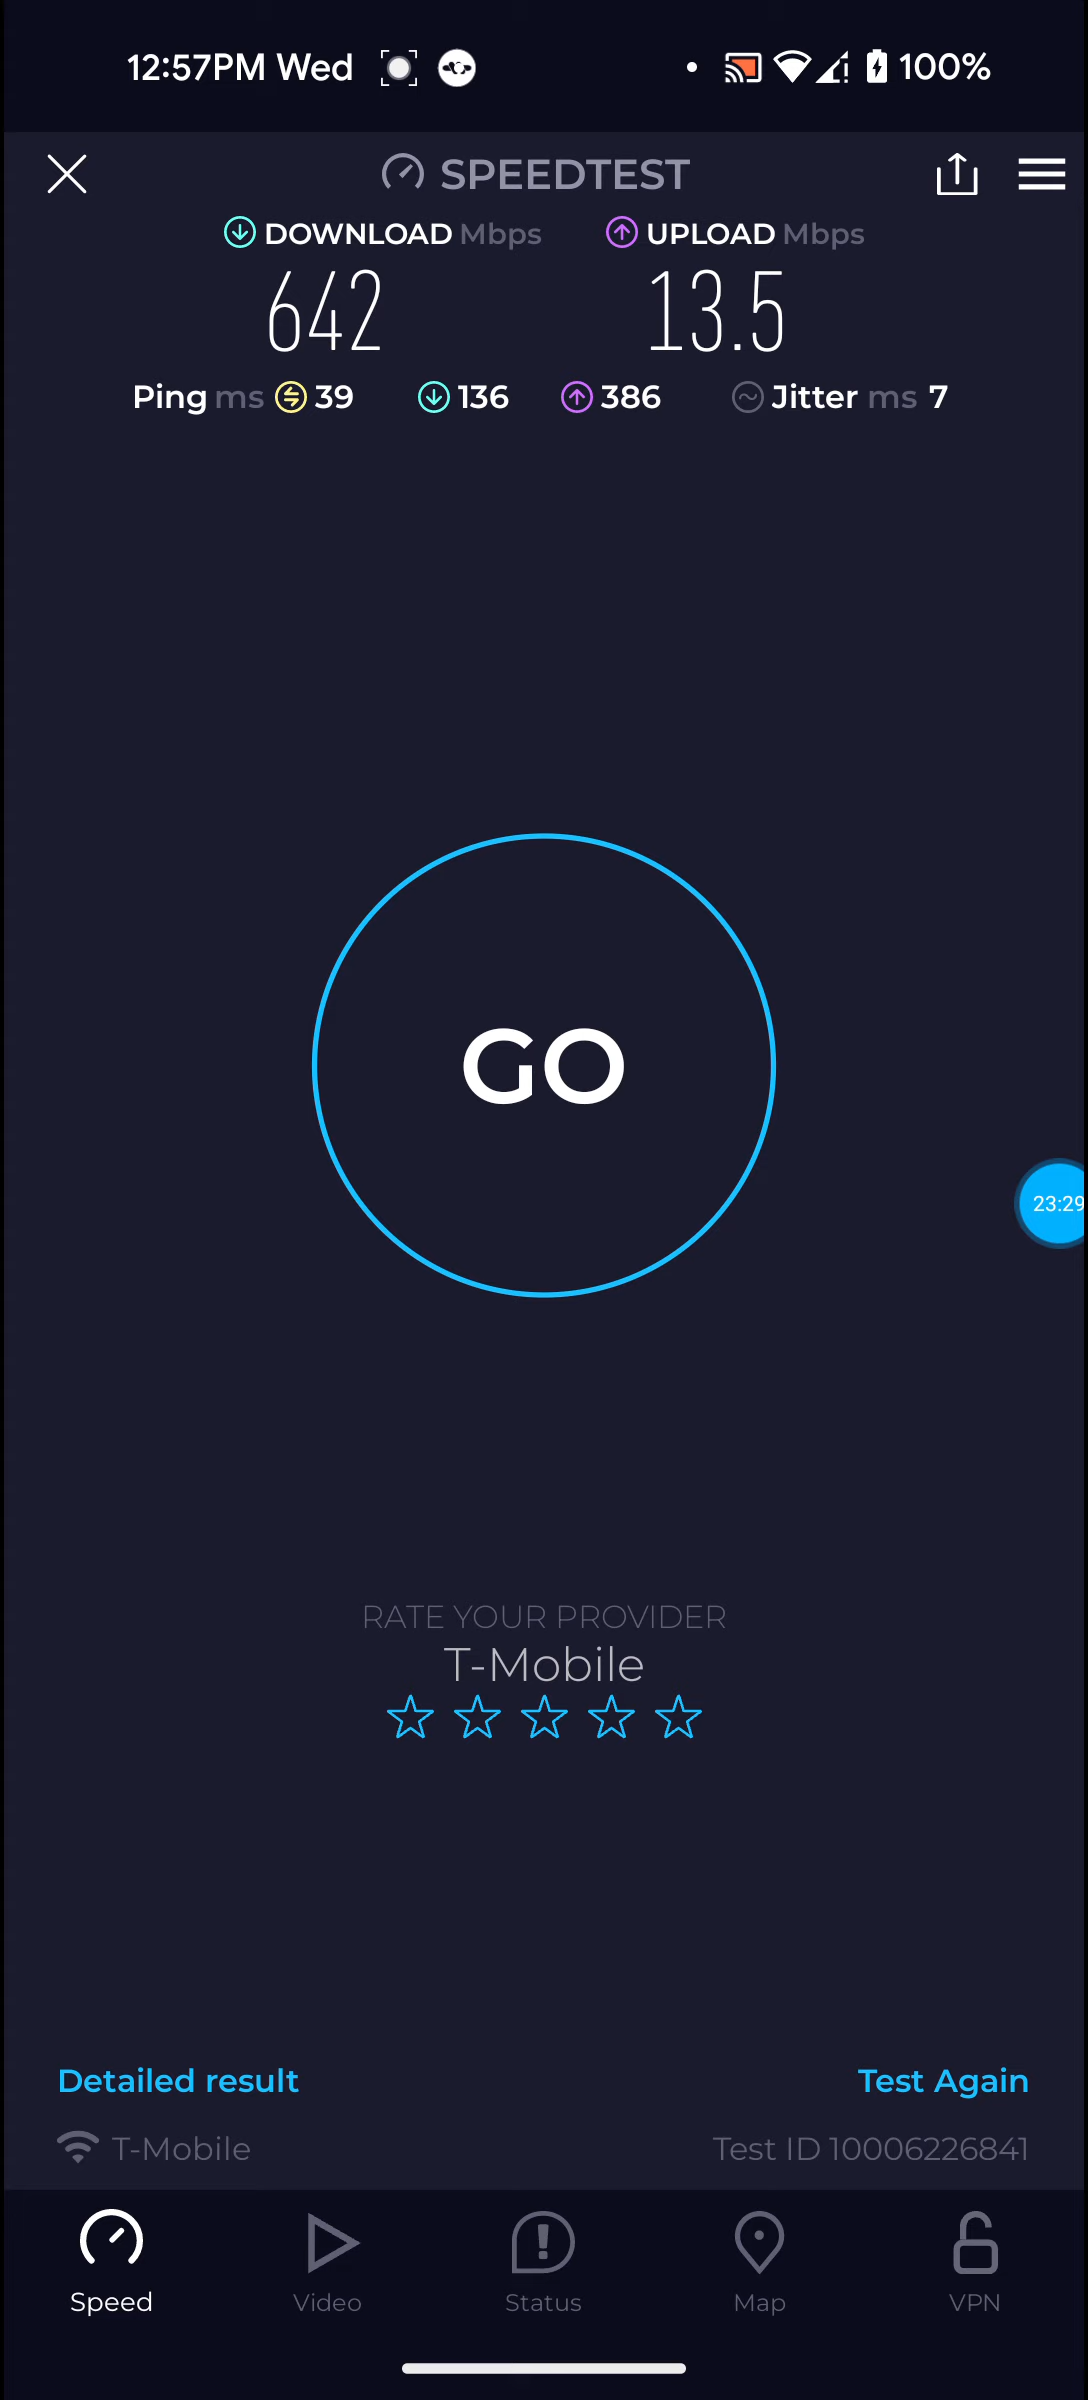 12:57PM Wed 100%
SPEEDTEST
DOWNLOAD Mbps UPLOAD Mbps
642 13.5
Ping ms 39 136 386 Jitter ms 7
GO
23:29
RATE YOUR PROVIDER
T-Mobile
Detailed result Test Again
T-Mobile Test ID 10006226841
Speed Video Status Map VPN